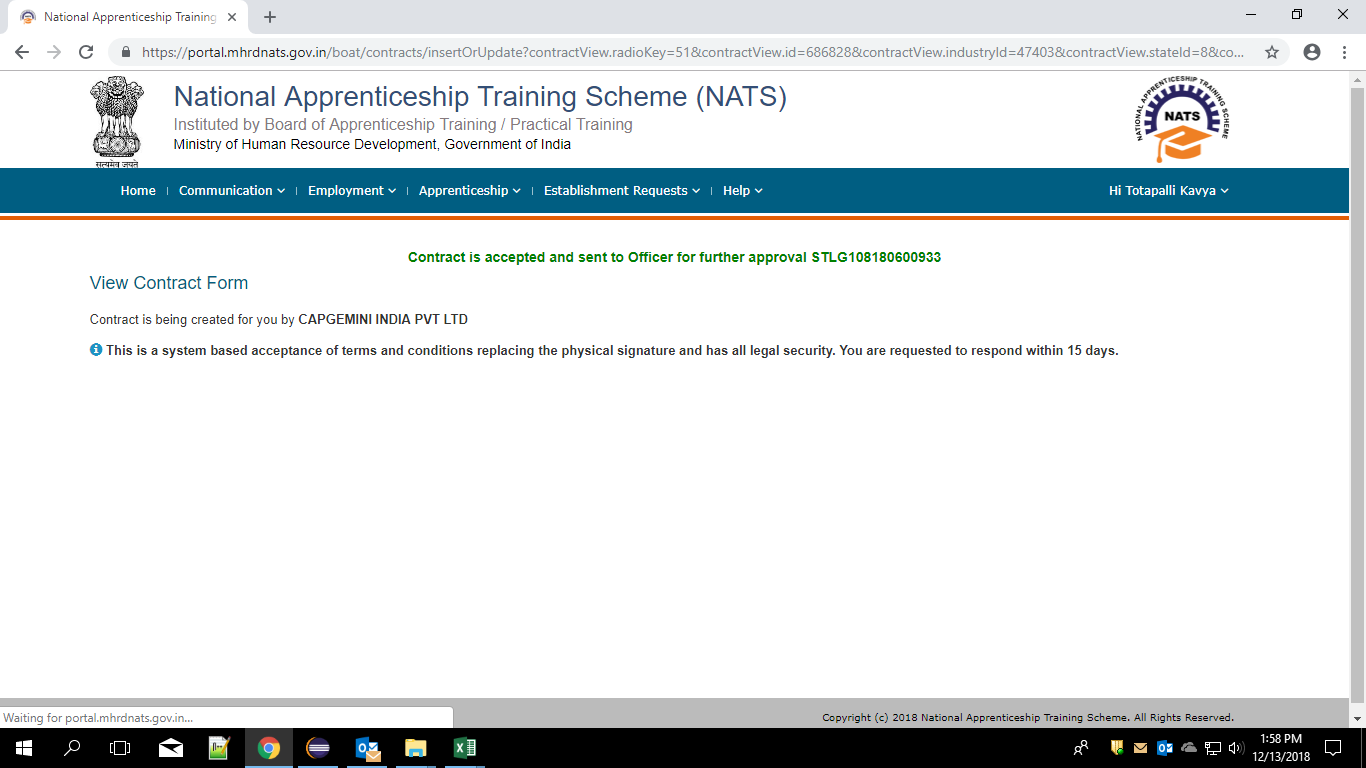 National Apprenticeship Training
https://portal.mhrdnats.gov.in/boat/contracts/insertOrUpdate?contractView.radioKey=51&contractView.id=686828&contractView.industryId=47403&contractView.stateId=8&co...
National Apprenticeship Training Scheme (NATS)
Instituted by Board of Apprenticeship Training / Practical Training
Ministry of Human Resource Development, Government of India
सत्यमेव जयते
NATIONAL APPRENTICESHIP TRAINING SCHEME
NATS
Home Communication Employment Apprenticeship Establishment Requests Help Hi Totapalli Kavya
Contract is accepted and sent to Officer for further approval STLG108180600933
View Contract Form
Contract is being created for you by CAPGEMINI INDIA PVT LTD
This is a system based acceptance of terms and conditions replacing the physical signature and has all legal security. You are requested to respond within 15 days.
Waiting for portal.mhrdnats.gov.in...
Copyright (c) 2018 National Apprenticeship Training Scheme. All Rights Reserved.
1:58 PM
12/13/2018